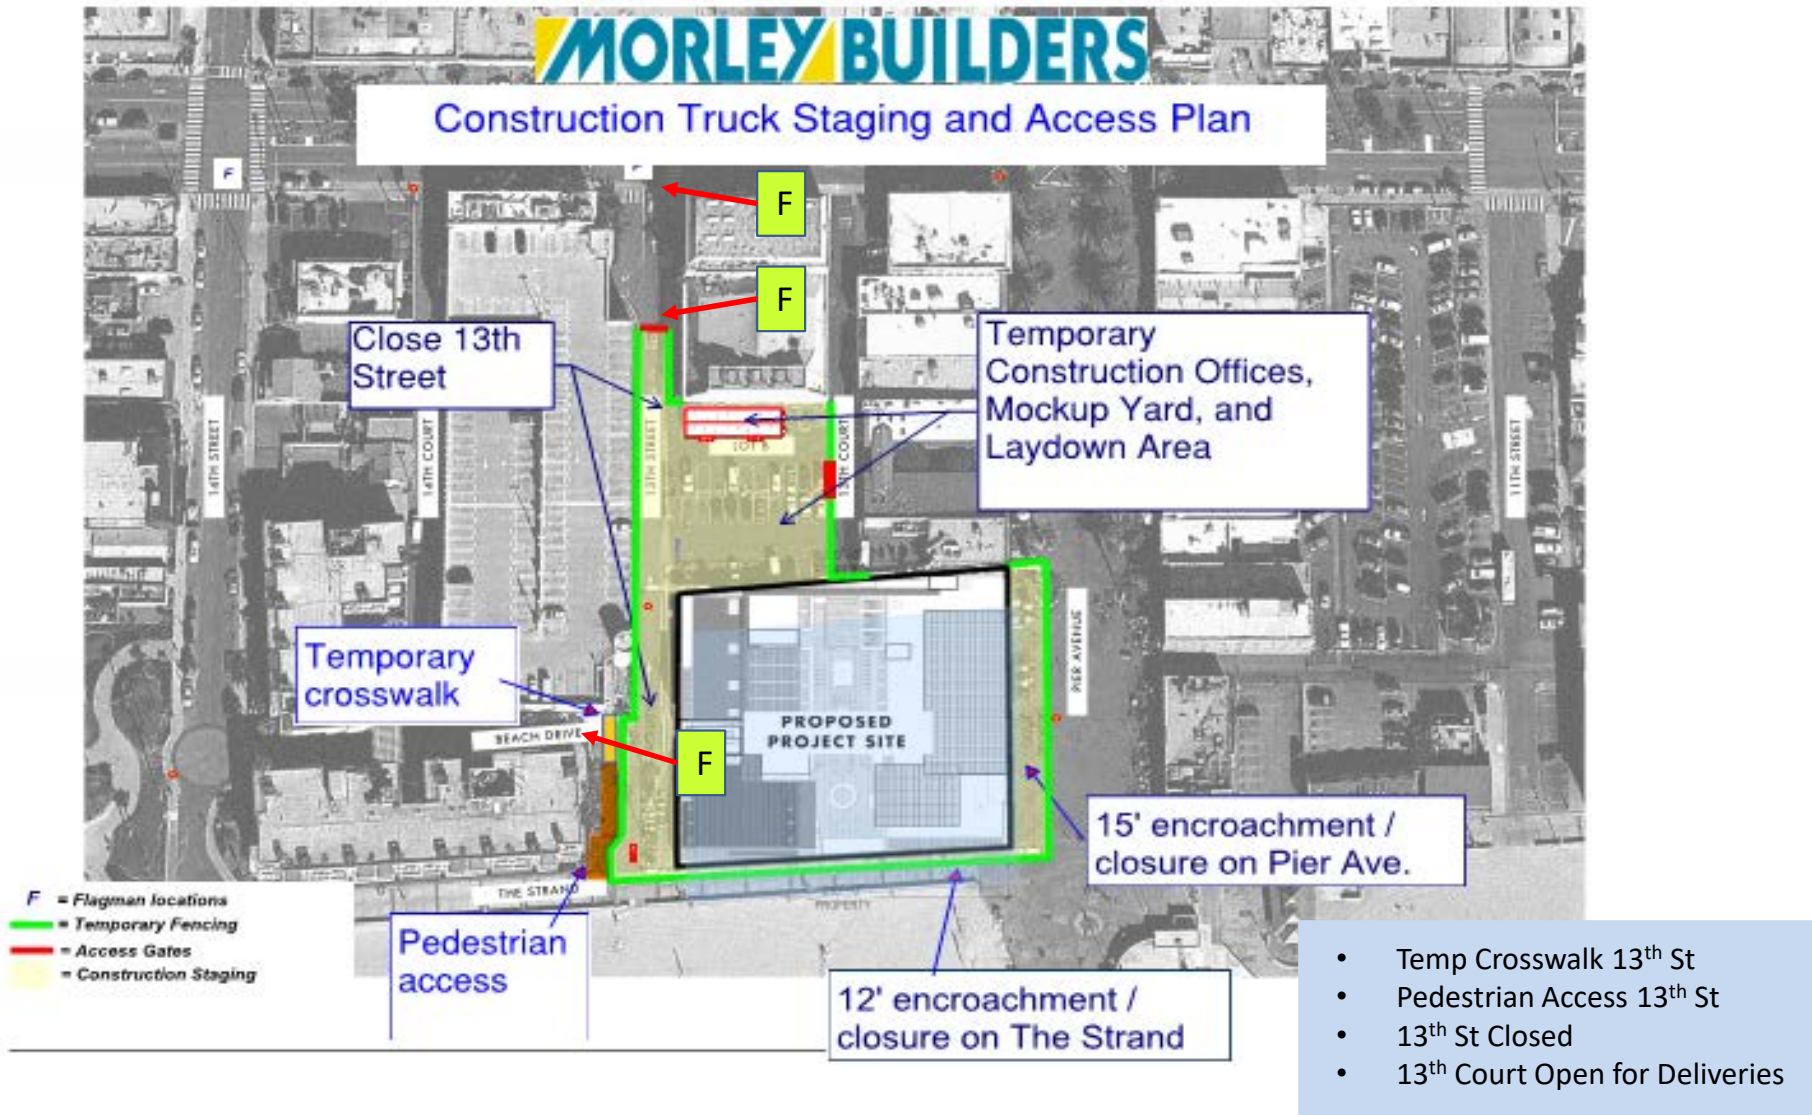 MORLEY BUILDERS
Construction Truck Staging and Access Plan
F
F
F
F
Close 13th
Street
Temporary
Construction Offices,
Mockup Yard, and
Laydown Area
14TH STREET
14TH COURT
13TH STREET
LOT B
13TH COURT
11TH STREET
PIER AVENUE
Temporary
crosswalk
BEACH DRIVE
F
PROPOSED
PROJECT SITE
15' encroachment /
closure on Pier Ave.
THE STRAND
PROPERTY
F = Flagman locations
= Temporary Fencing
= Access Gates
= Construction Staging
Pedestrian
access
12' encroachment /
closure on The Strand
• Temp Crosswalk 13th St
• Pedestrian Access 13th St
• 13th St Closed
• 13th Court Open for Deliveries